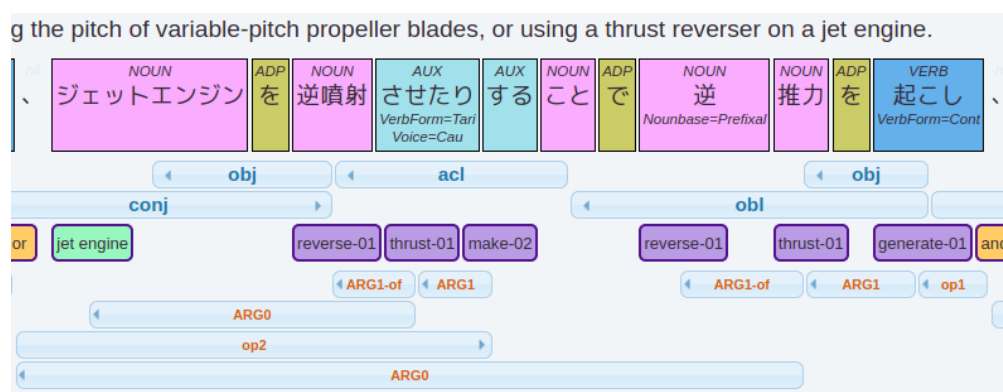 g the pitch of variable-pitch propeller blades, or using a thrust reverser on a jet engine.
nil NOUN ADP NOUN AUX AUX NOUN ADP NOUN NOUN ADP VERB
、 ジェットエンジン を 逆噴射 させたり する こと で 逆 推力 を 起こし 、
VerbForm=Tari Nounbase=Prefixal VerbForm=Cont
Voice=Cau
obj acl obj
conj obl
or jet engine reverse-01 thrust-01 make-02 reverse-01 thrust-01 generate-01 and
ARG1-of ARG1 ARG1-of ARG1 op1
ARG0
op2
ARG0